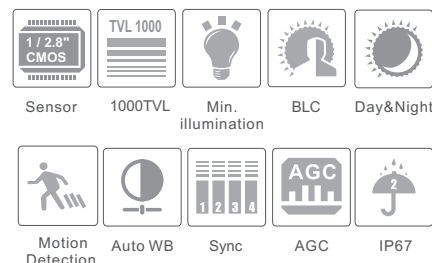 1 / 2.8"
CMOS
TVL 1000
Sensor
1000TVL
Min.
illumination
BLC
Day&Night
1 2 3 4
AGC
2
Motion
Detection
Auto WB
Sync
AGC
IP67